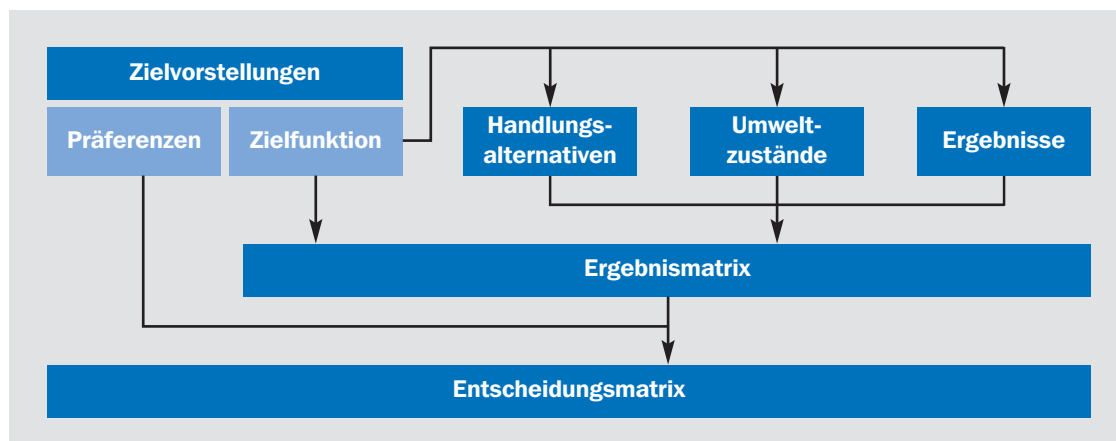 Zielvorstellungen
Präferenzen
Zielfunktion
Handlungs-
alternativen
Umwelt-
zustände
Ergebnisse
Ergebnismatrix
Entscheidungsmatrix